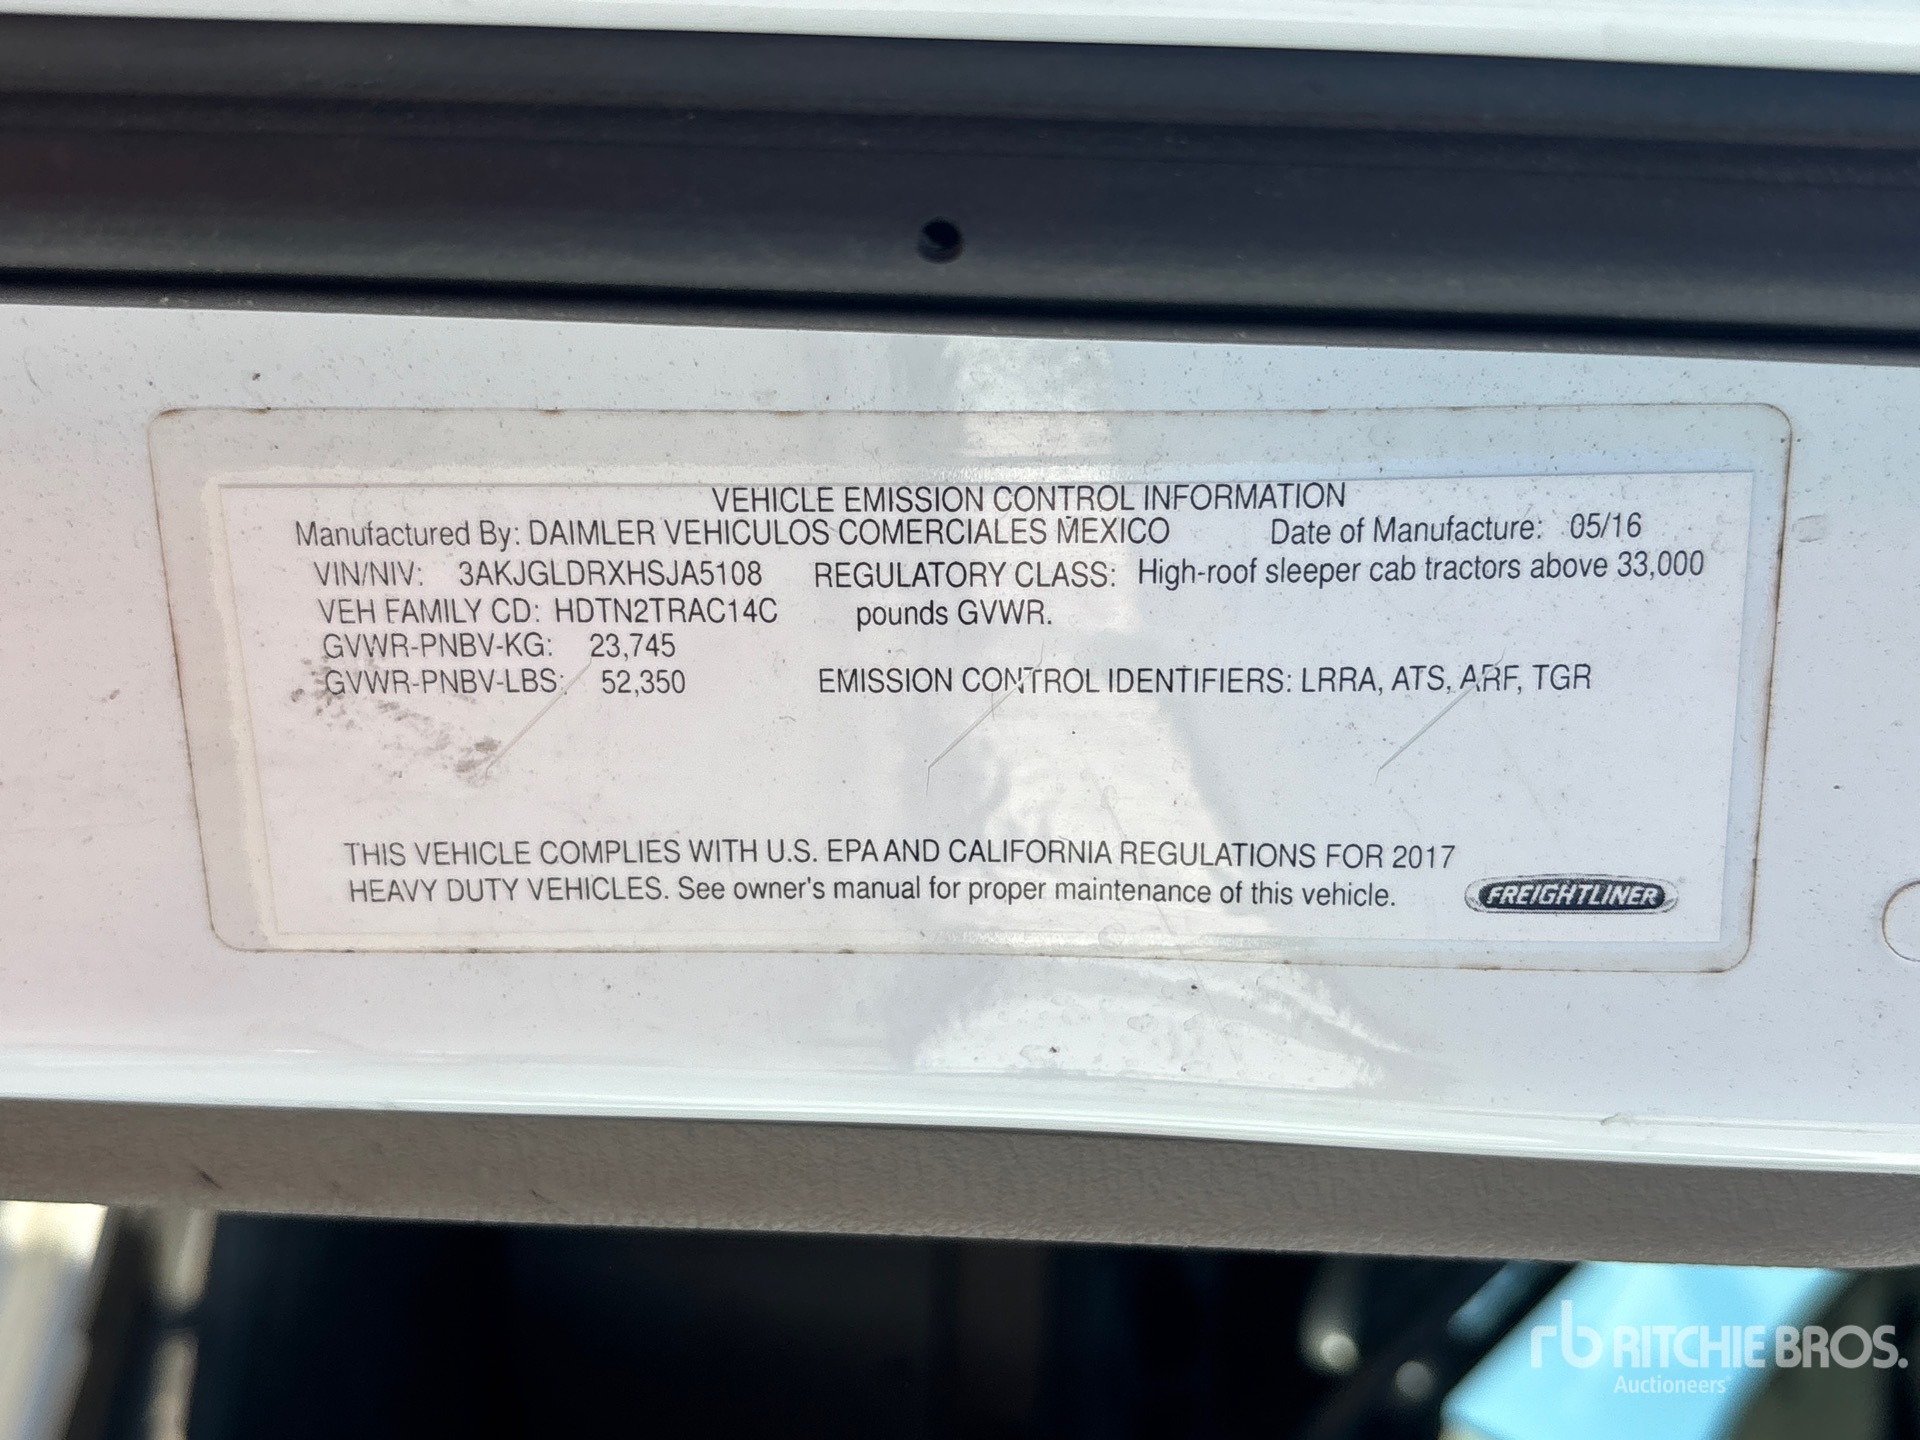 VEHICLE EMISSION CONTROL INFORMATION
Manufactured By: DAIMLER VEHICULOS COMERCIALES MEXICO Date of Manufacture: 05/16
VIN/NIV: 3AKJGLDRXHSJA5108 REGULATORY CLASS: High-roof sleeper cab tractors above 33,000
VEH FAMILY CD: HDTN2TRAC14C pounds GVWR.
GVWR-PNBV-KG: 23,745
GVWR-PNBV-LBS: 52,350 EMISSION CONTROL IDENTIFIERS: LRRA, ATS, ARF, TGR
THIS VEHICLE COMPLIES WITH U.S. EPA AND CALIFORNIA REGULATIONS FOR 2017
HEAVY DUTY VEHICLES. See owner's manual for proper maintenance of this vehicle.
FREIGHTLINER
rb RITCHIE BROS.
Auctioneers